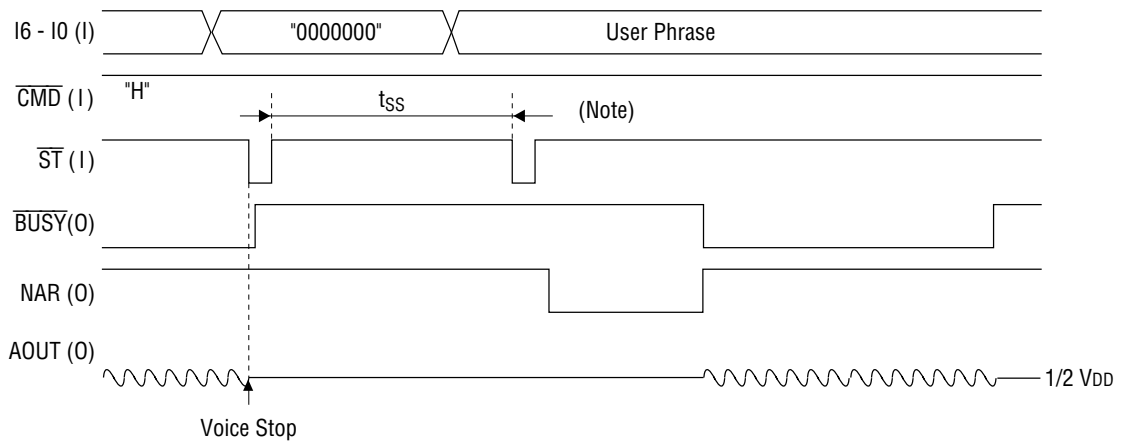 I6 - I0 (I) "0000000" User Phrase
CMD (I) "H" tSS (Note)
ST (I)
BUSY(O)
NAR (O)
AOUT (O)
1/2 VDD
Voice Stop